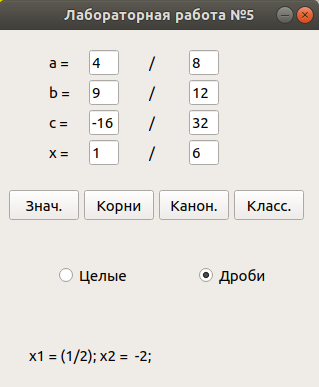 Лабораторная работа №5
a = 4 / 8
b = 9 / 12
c = -16 / 32
x = 1 / 6
Знач. Корни Канон. Класс.
Целые Дроби
x1 = (1/2); x2 = -2;